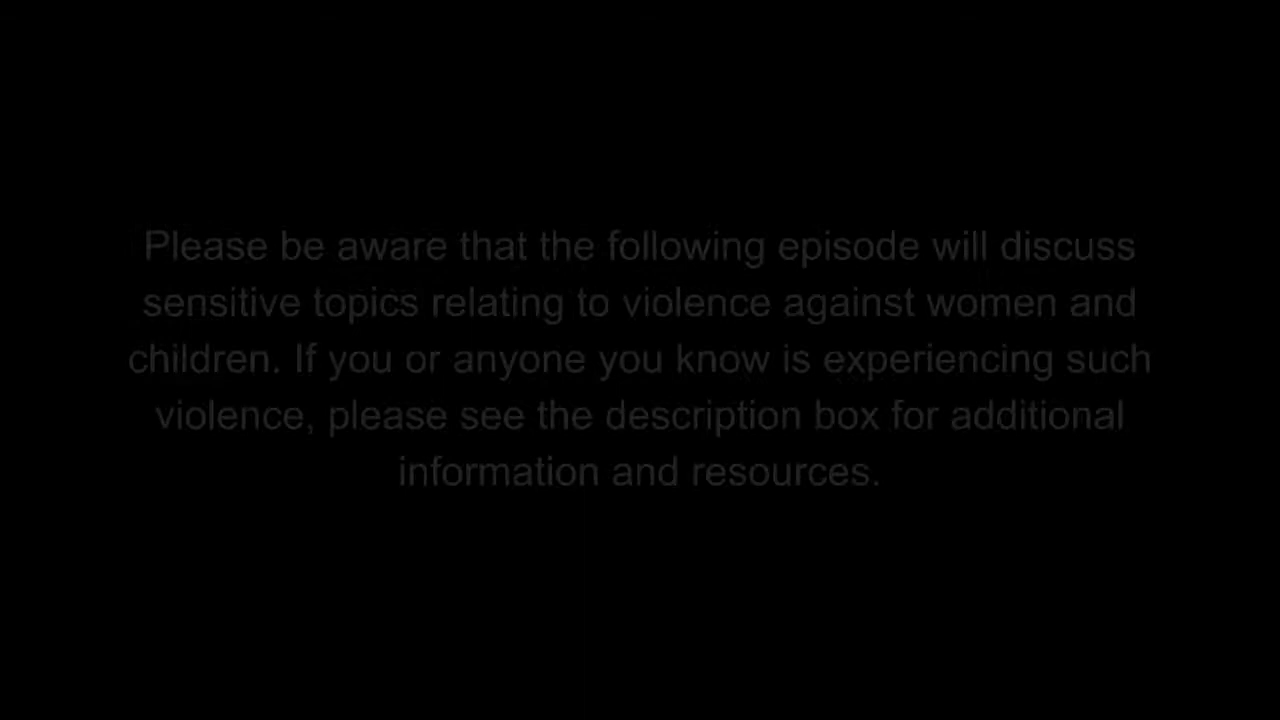 Please be aware that the following episode will discuss
sensitive topics relating to violence against women and
children. If you or anyone you know is experiencing such
violence, please see the description box for additional
information and resources.